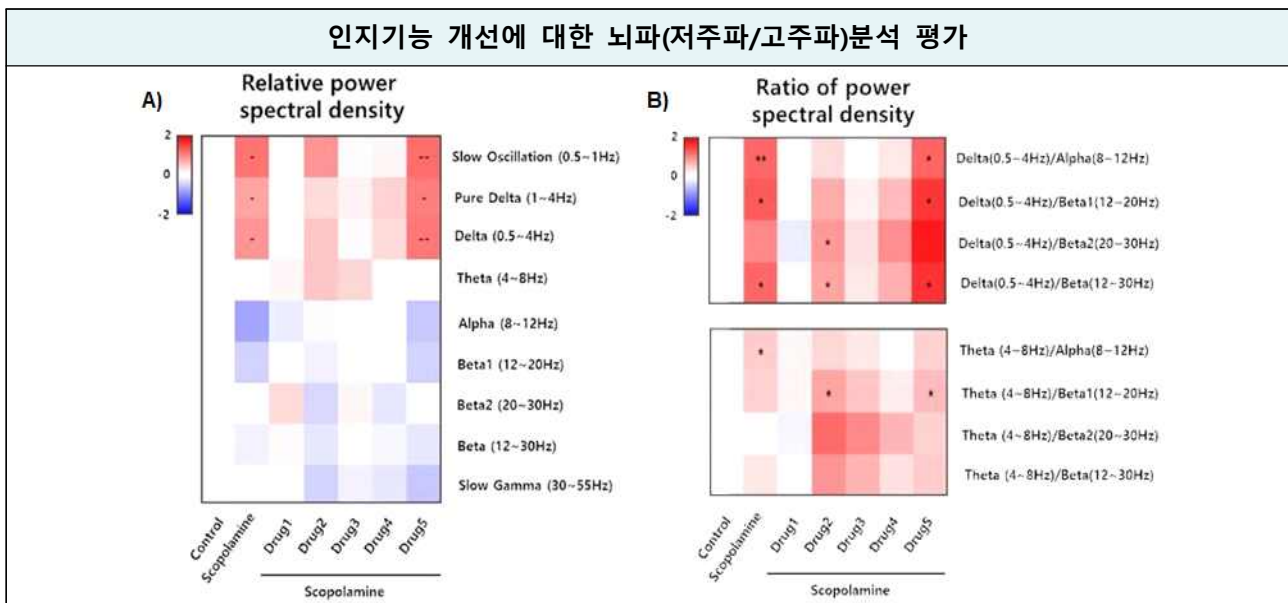 인지기능 개선에 대한 뇌파(저주파/고주파)분석 평가
A)
Relative power
spectral density
2
0
-2
Slow Oscillation (0.5~1Hz)
Pure Delta (1~4Hz)
Delta (0.5~4Hz)
Theta (4~8Hz)
Alpha (8~12Hz)
Beta1 (12~20Hz)
Beta2 (20~30Hz)
Beta (12~30Hz)
Slow Gamma (30~55Hz)
Control
Scopolamine
Drug1
Drug2
Drug3
Drug4
Drug5
Scopolamine
B)
Ratio of power
spectral density
2
0
-2
** *
Delta(0.5~4Hz)/Alpha(8~12Hz)
* *
Delta(0.5~4Hz)/Beta1(12~20Hz)
*
Delta(0.5~4Hz)/Beta2(20~30Hz)
* * *
Delta(0.5~4Hz)/Beta(12~30Hz)
*
Theta (4~8Hz)/Alpha(8~12Hz)
* *
Theta (4~8Hz)/Beta1(12~20Hz)
Theta (4~8Hz)/Beta2(20~30Hz)
Theta (4~8Hz)/Beta(12~30Hz)
Control
Scopolamine
Drug1
Drug2
Drug3
Drug4
Drug5
Scopolamine